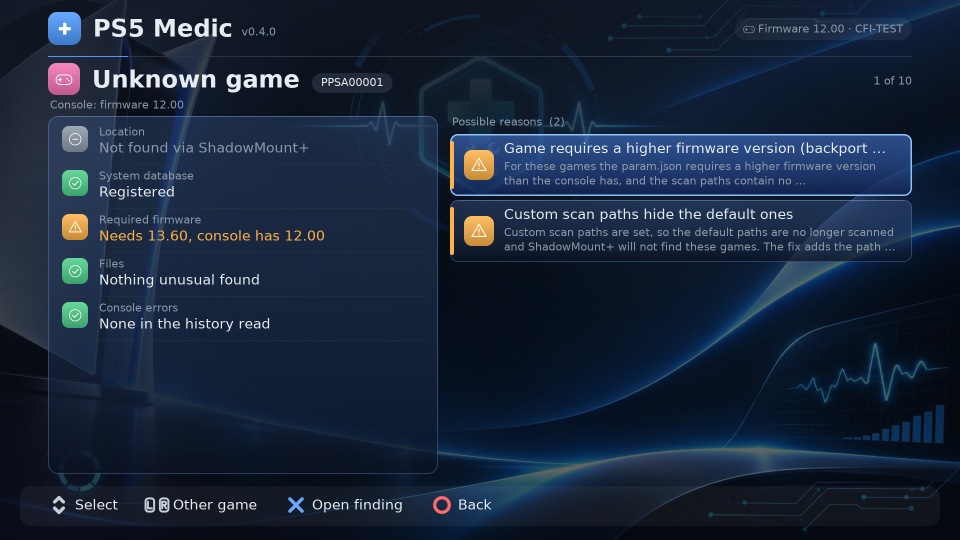 PS5 Medic v0.4.0
Firmware 12.00 · CFI-TEST
Unknown game PPSA00001
1 of 10
Console: firmware 12.00
Location
Not found via ShadowMount+
System database
Registered
Required firmware
Needs 13.60, console has 12.00
Files
Nothing unusual found
Console errors
None in the history read
Possible reasons (2)
Game requires a higher firmware version (backport ...
For these games the param.json requires a higher firmware version
than the console has, and the scan paths contain no ...
Custom scan paths hide the default ones
Custom scan paths are set, so the default paths are no longer scanned
and ShadowMount+ will not find these games. The fix adds the path ...
Select L R Other game Open finding Back